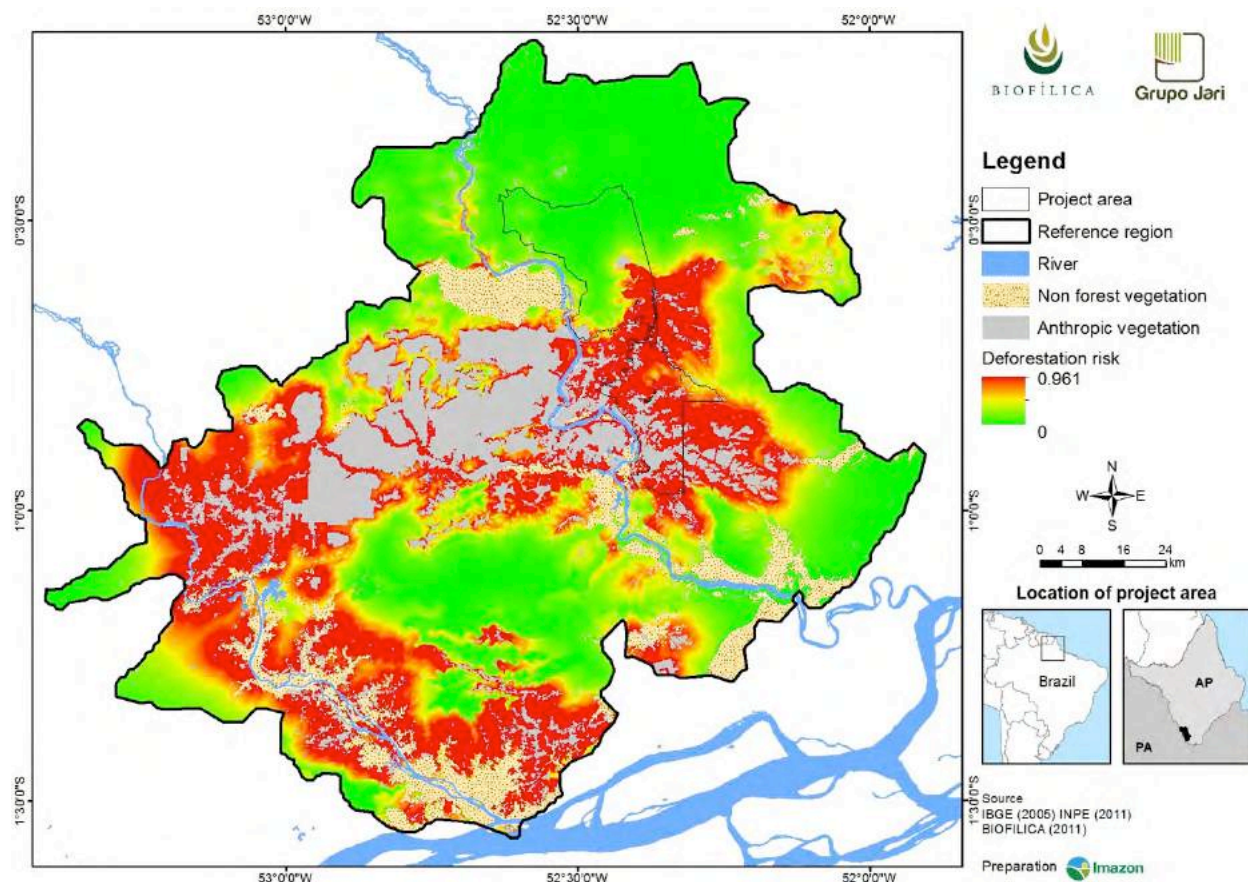 53°0'0"W
52°30'0"W
52°0'0"W
0°30'0"S
0°30'0"S
1°0'0"S
1°0'0"S
1°30'0"S
1°30'0"S
53°0'0"W
52°30'0"W
52°0'0"W
BIOFÍLICA
Grupo Jari
Legend
Project area
Reference region
River
Non forest vegetation
Anthropic vegetation
Deforestation risk
0.961
0
N
W
E
S
0 4 8 16 24
km
Location of project area
Brazil
AP
PA
Source
IBGE (2005) INPE (2011)
BIOFILICA (2011)
Preparation
Imazon